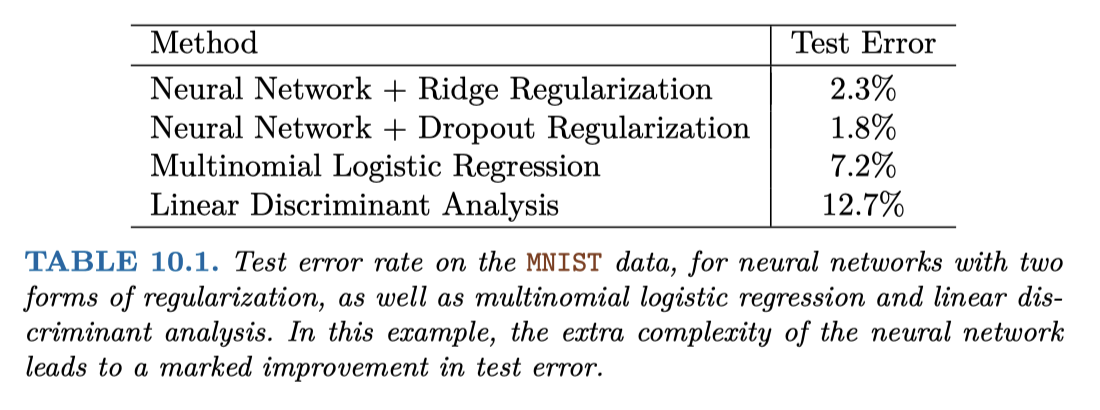 Method Test Error
Neural Network + Ridge Regularization 2.3%
Neural Network + Dropout Regularization 1.8%
Multinomial Logistic Regression 7.2%
Linear Discriminant Analysis 12.7%
TABLE 10.1. Test error rate on the MNIST data, for neural networks with two
forms of regularization, as well as multinomial logistic regression and linear dis-
criminant analysis. In this example, the extra complexity of the neural network
leads to a marked improvement in test error.